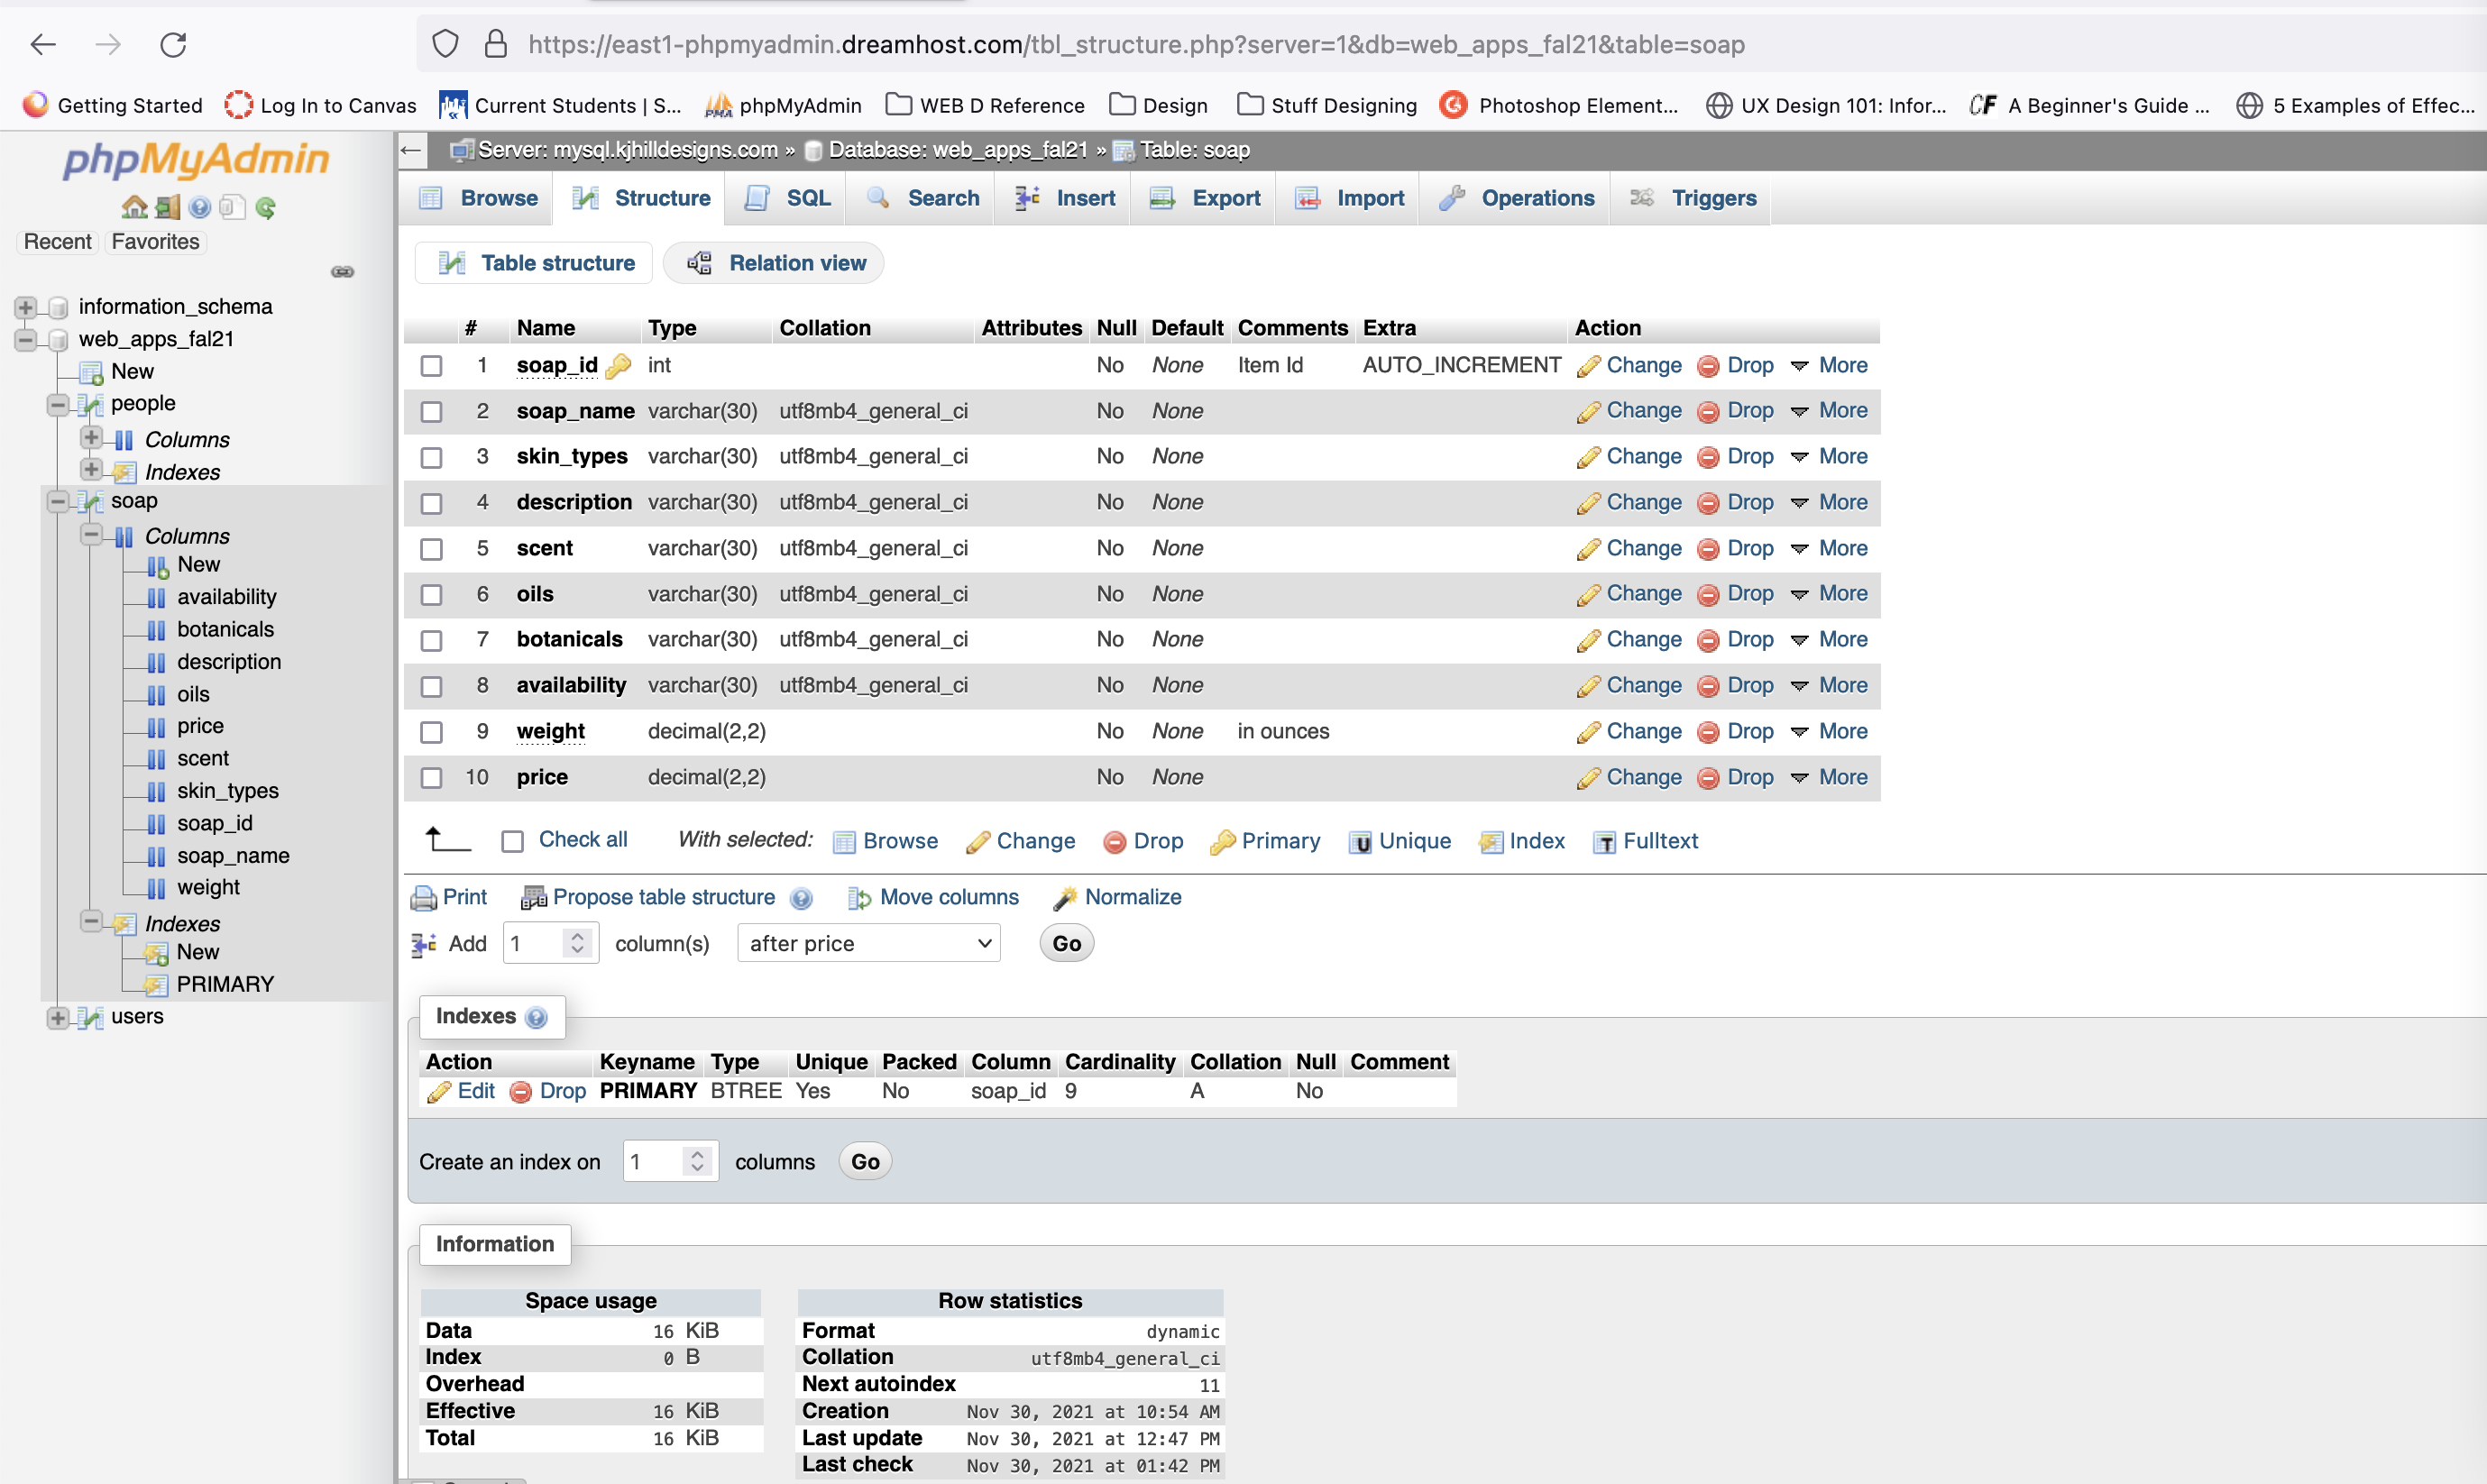 https://east1-phpmyadmin.dreamhost.com/tbl_structure.php?server=1&db=web_apps_fal21&table=soap
Getting Started Log In to Canvas Current Students | S... phpMyAdmin WEB D Reference Design Stuff Designing Photoshop Element... UX Design 101: Infor... CF A Beginner's Guide ... 5 Examples of Effec...
phpMyAdmin
Recent Favorites
information_schema
web_apps_fal21
New
people
Columns
Indexes
soap
Columns
New
availability
botanicals
description
oils
price
scent
skin_types
soap_id
soap_name
weight
Indexes
New
PRIMARY
users
Server: mysql.kjhilldesigns.com » Database: web_apps_fal21 » Table: soap
Browse Structure SQL Search Insert Export Import Operations Triggers
Table structure Relation view
# Name Type Collation Attributes Null Default Comments Extra Action
1 soap_id int No None Item Id AUTO_INCREMENT Change Drop More
2 soap_name varchar(30) utf8mb4_general_ci No None Change Drop More
3 skin_types varchar(30) utf8mb4_general_ci No None Change Drop More
4 description varchar(30) utf8mb4_general_ci No None Change Drop More
5 scent varchar(30) utf8mb4_general_ci No None Change Drop More
6 oils varchar(30) utf8mb4_general_ci No None Change Drop More
7 botanicals varchar(30) utf8mb4_general_ci No None Change Drop More
8 availability varchar(30) utf8mb4_general_ci No None Change Drop More
9 weight decimal(2,2) No None in ounces Change Drop More
10 price decimal(2,2) No None Change Drop More
Check all With selected: Browse Change Drop Primary Unique Index Fulltext
Print Propose table structure Move columns Normalize
Add 1 column(s) after price Go
Indexes
Action Keyname Type Unique Packed Column Cardinality Collation Null Comment
Edit Drop PRIMARY BTREE Yes No soap_id 9 A No
Create an index on 1 columns Go
Information
Space usage
Data 16 KiB
Index 0 B
Overhead
Effective 16 KiB
Total 16 KiB
Row statistics
Format dynamic
Collation utf8mb4_general_ci
Next autoindex 11
Creation Nov 30, 2021 at 10:54 AM
Last update Nov 30, 2021 at 12:47 PM
Last check Nov 30, 2021 at 01:42 PM